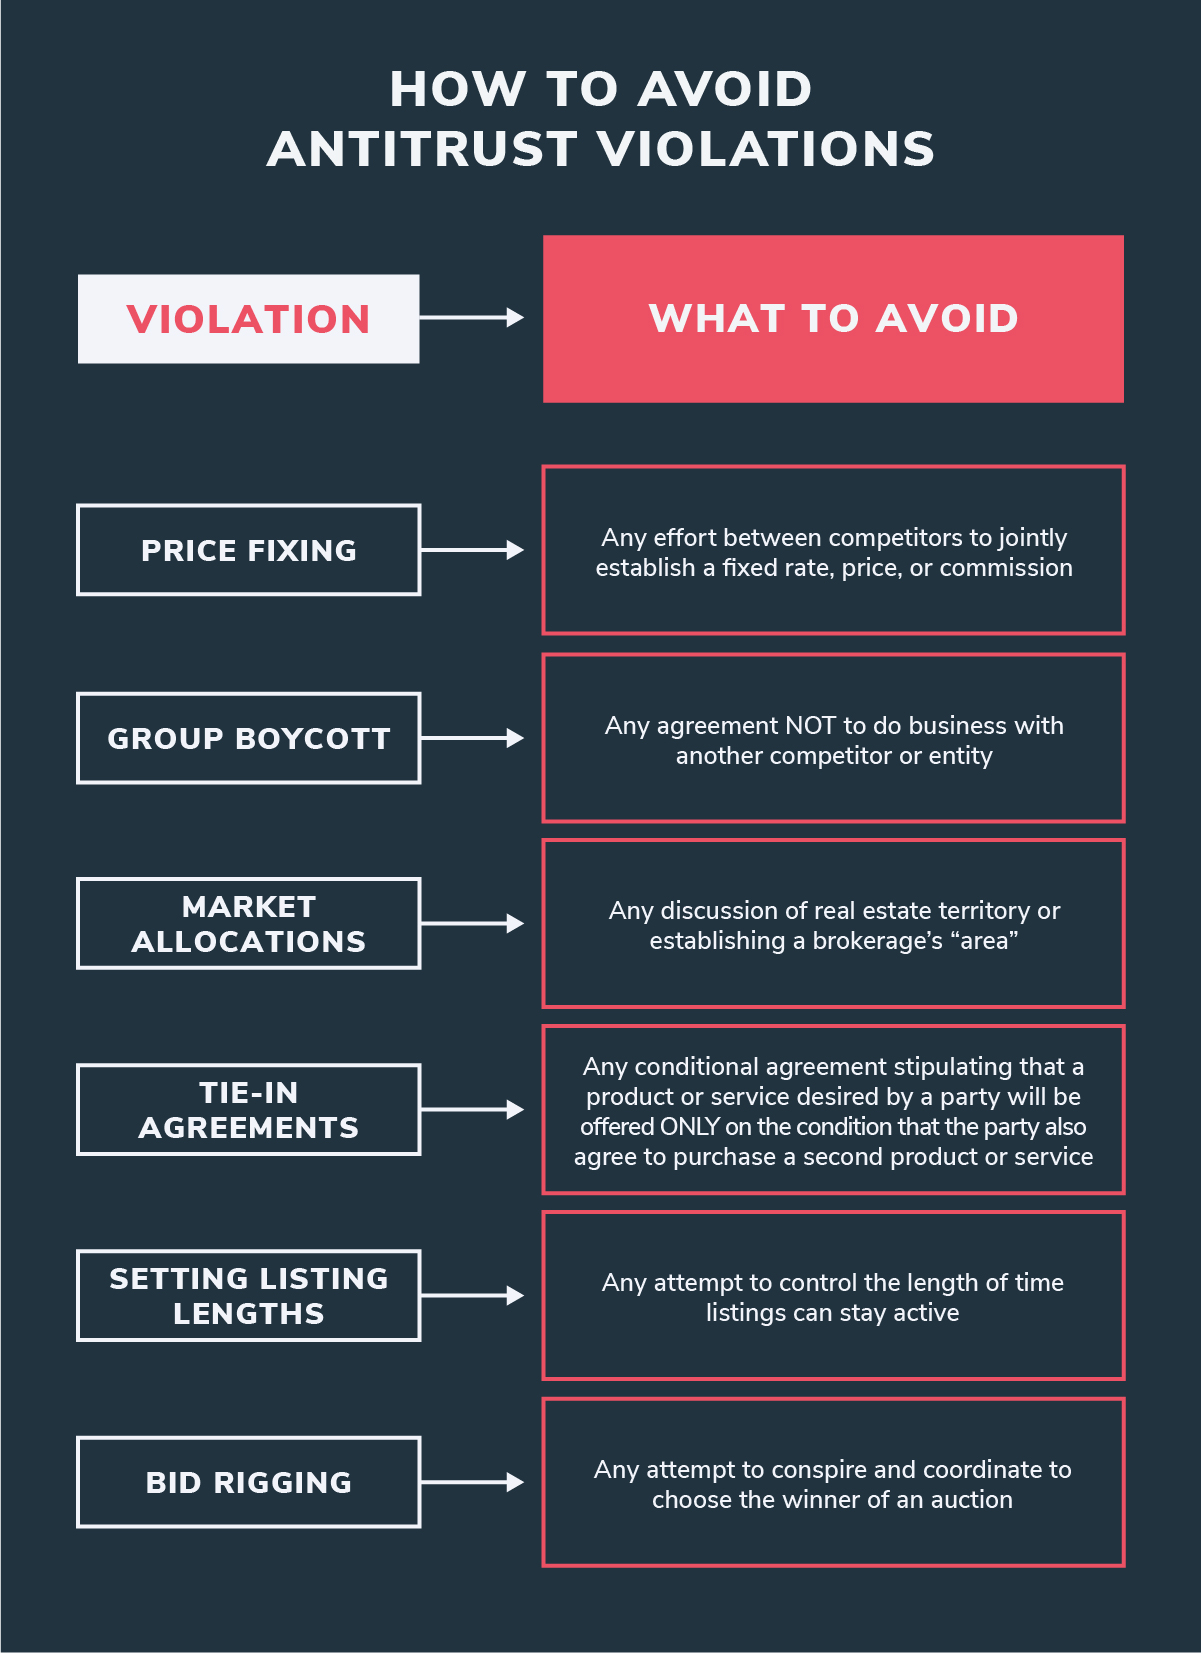 HOW TO AVOID
ANTITRUST VIOLATIONS
VIOLATION
WHAT TO AVOID
PRICE FIXING
Any effort between competitors to jointly
establish a fixed rate, price, or commission
GROUP BOYCOTT
Any agreement NOT to do business with
another competitor or entity
MARKET
ALLOCATIONS
Any discussion of real estate territory or
establishing a brokerage’s “area”
TIE-IN
AGREEMENTS
Any conditional agreement stipulating that a
product or service desired by a party will be
offered ONLY on the condition that the party also
agree to purchase a second product or service
SETTING LISTING
LENGTHS
Any attempt to control the length of time
listings can stay active
BID RIGGING
Any attempt to conspire and coordinate to
choose the winner of an auction